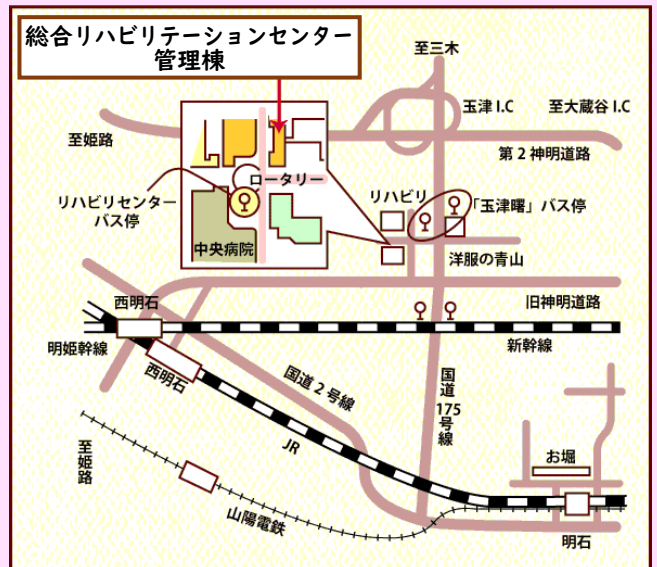 総合リハビリテーションセンター
管理棟
至三木
玉津I.C
至大蔵谷I.C
至姫路
第2神明道路
ロータリー
リハビリ
「玉津曙」バス停
リハビリセンター
バス停
中央病院
洋服の青山
西明石
旧神明道路
明姫幹線
新幹線
西明石
国道2号線
国道
175
号線
至姫路
JR
お堀
山陽電鉄
明石